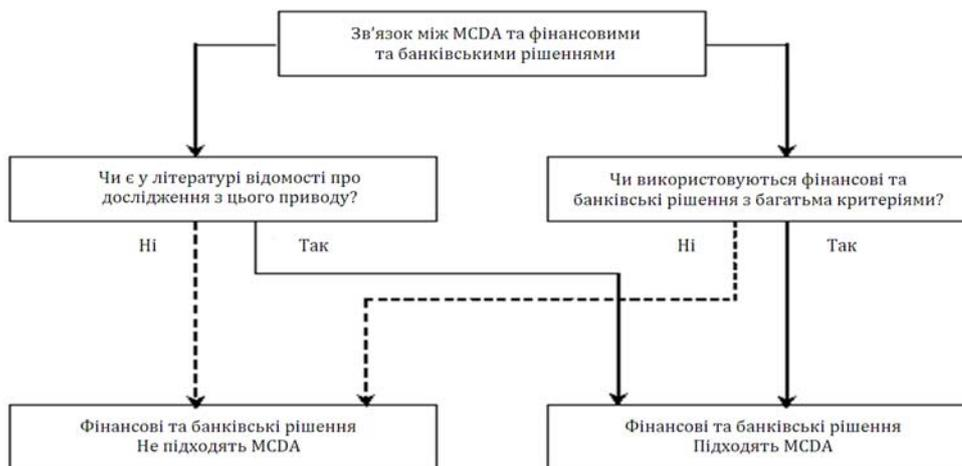 Зв'язок між MCDA та фінансовими
та банківськими рішеннями
Чи є у літературі відомості про
дослідження з цього приводу?
Чи використовуються фінансові та
банківські рішення з багатьма критеріями?
Ні
Так
Ні
Так
Фінансові та банківські рішення
Не підходять MCDA
Фінансові та банківські рішення
Підходять MCDA